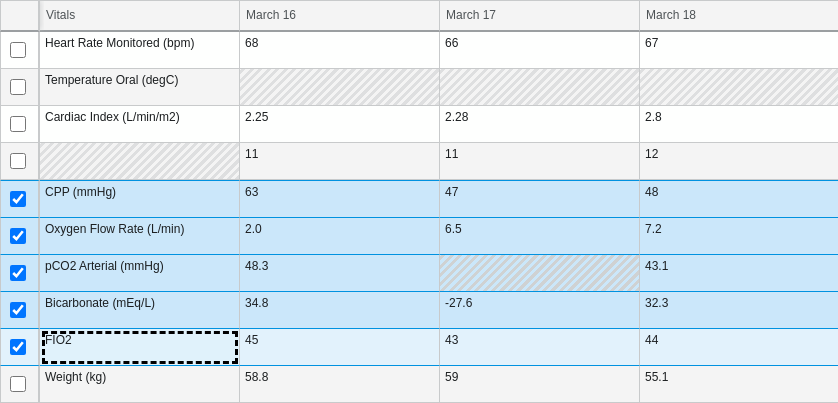 Vitals March 16 March 17 March 18
Heart Rate Monitored (bpm) 68 66 67
Temperature Oral (degC)
Cardiac Index (L/min/m2) 2.25 2.28 2.8
11 11 12
CPP (mmHg) 63 47 48
Oxygen Flow Rate (L/min) 2.0 6.5 7.2
pCO2 Arterial (mmHg) 48.3 43.1
Bicarbonate (mEq/L) 34.8 -27.6 32.3
FIO2 45 43 44
Weight (kg) 58.8 59 55.1